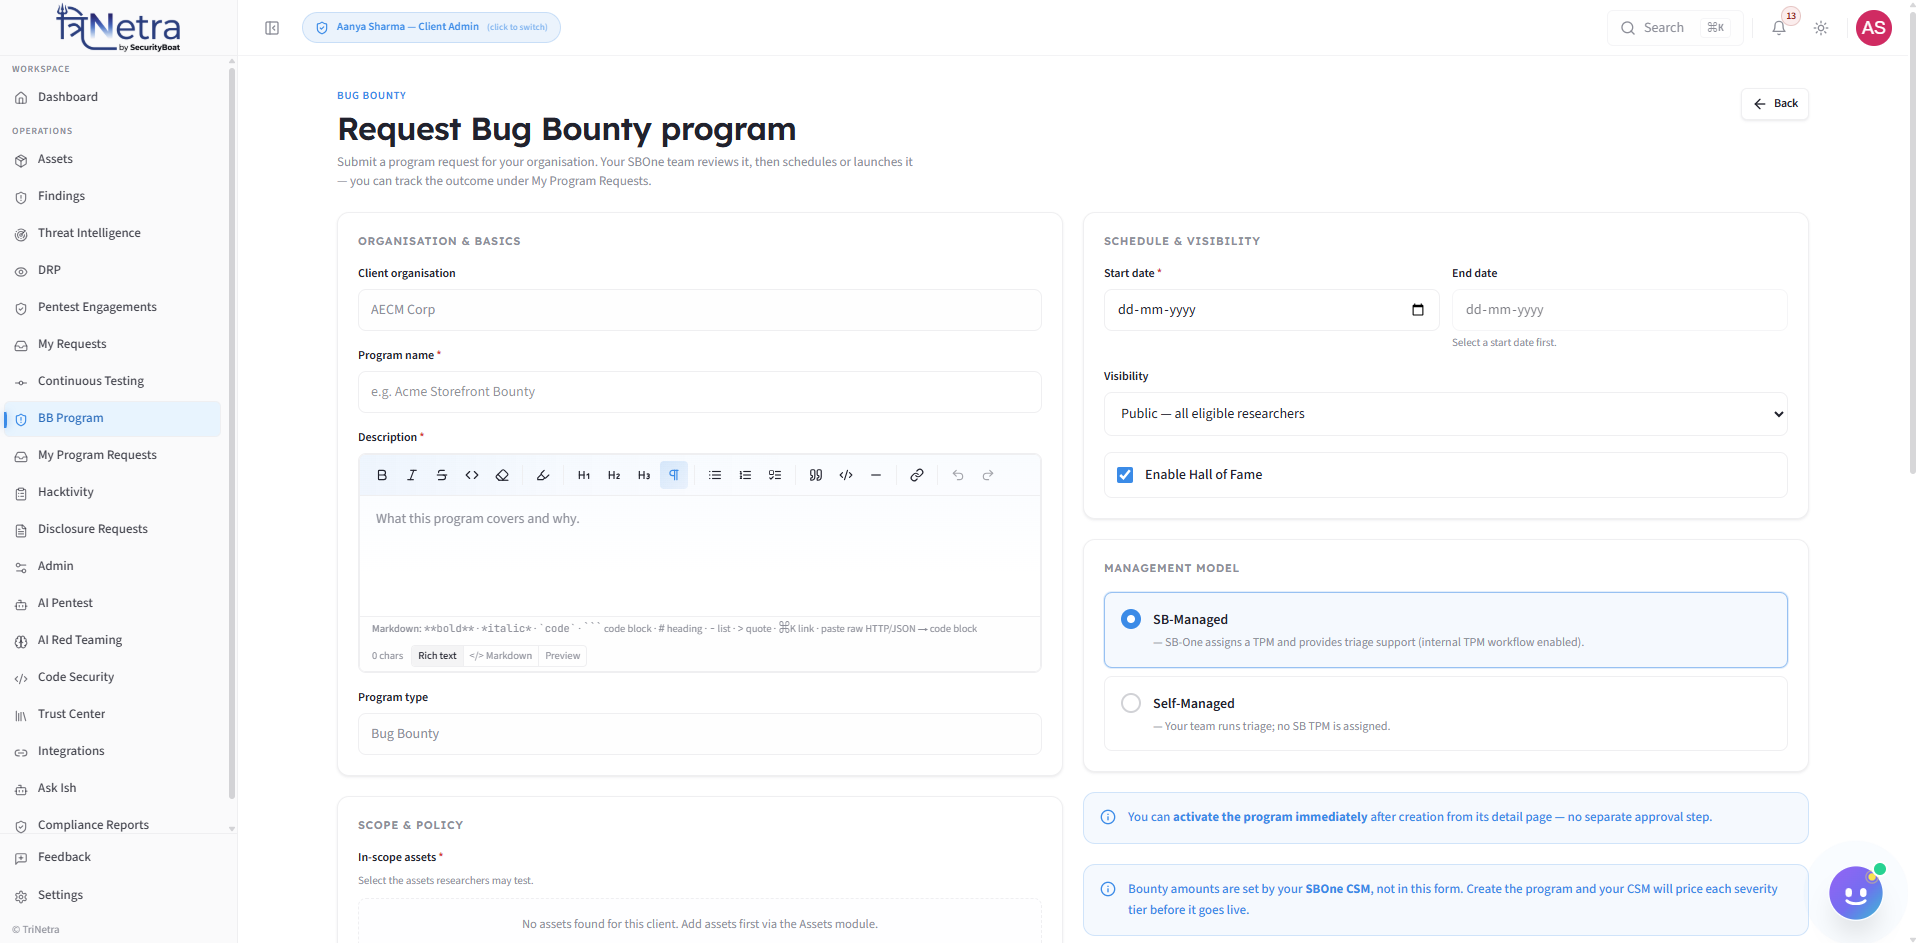 त्रिNetra
by SecurityBoat
WORKSPACE
Dashboard
OPERATIONS
Assets
Findings
Threat Intelligence
DRP
Pentest Engagements
My Requests
Continuous Testing
BB Program
My Program Requests
Hacktivity
Disclosure Requests
Admin
AI Pentest
AI Red Teaming
Code Security
Trust Center
Integrations
Ask Ish
Compliance Reports
Feedback
Settings
© TriNetra
Aanya Sharma — Client Admin (click to switch)
Search ⌘K
13
AS
BUG BOUNTY
Request Bug Bounty program
Submit a program request for your organisation. Your SBOne team reviews it, then schedules or launches it
— you can track the outcome under My Program Requests.
Back
ORGANISATION & BASICS
Client organisation
AECM Corp
Program name *
e.g. Acme Storefront Bounty
Description *
H1 H2 H3
What this program covers and why.
Markdown: **bold** · *italic* · `code` · ``` code block · # heading · - list · > quote · ⌘K link · paste raw HTTP/JSON → code block
0 chars Rich text </> Markdown Preview
Program type
Bug Bounty
SCOPE & POLICY
In-scope assets *
Select the assets researchers may test.
No assets found for this client. Add assets first via the Assets module.
SCHEDULE & VISIBILITY
Start date * End date
dd-mm-yyyy dd-mm-yyyy
Select a start date first.
Visibility
Public — all eligible researchers
Enable Hall of Fame
MANAGEMENT MODEL
SB-Managed
— SB-One assigns a TPM and provides triage support (internal TPM workflow enabled).
Self-Managed
— Your team runs triage; no SB TPM is assigned.
You can activate the program immediately after creation from its detail page — no separate approval step.
Bounty amounts are set by your SBOne CSM, not in this form. Create the program and your CSM will price each severity
tier before it goes live.